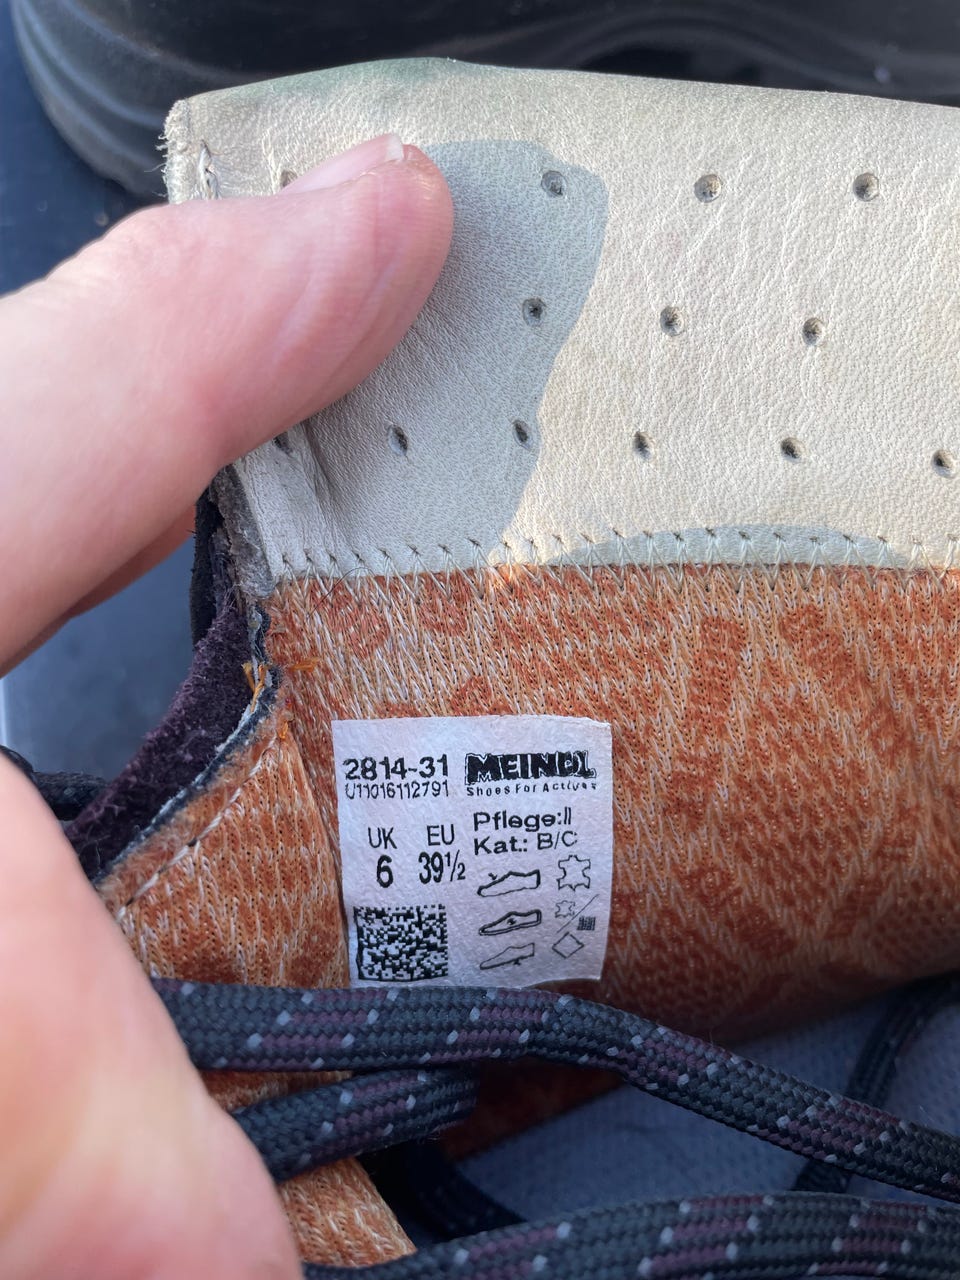 2814-31
U11016112791
MEINDL
Shoes For Actives
UK EU
6 39½
Pflege:II
Kat.: B/C